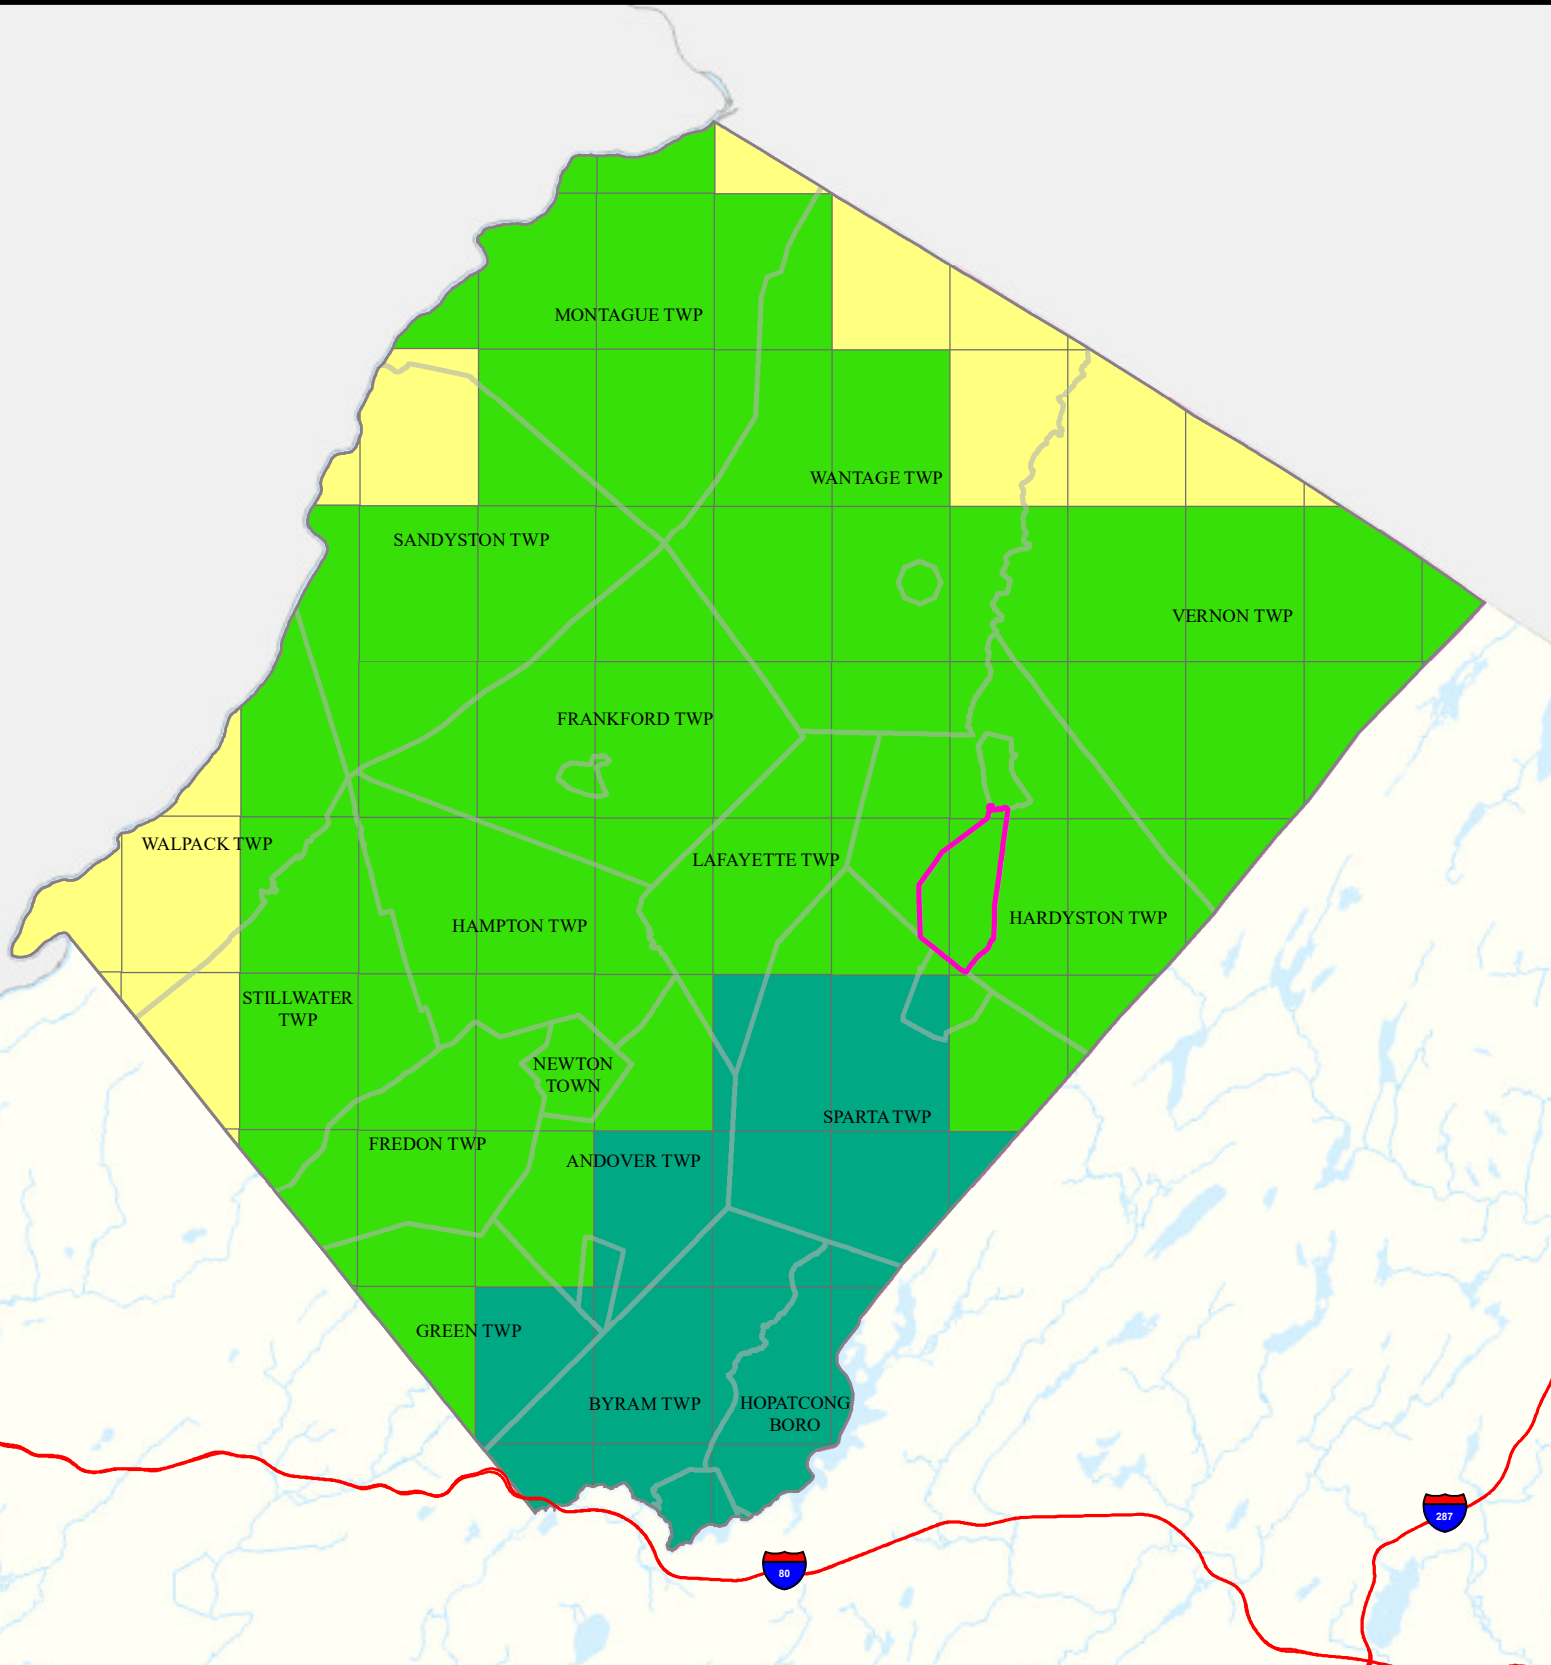 MONTAGUE TWP
WANTAGE TWP
SANDYSTON TWP
VERNON TWP
FRANKFORD TWP
WALPACK TWP
LAFAYETTE TWP
HARDYSTON TWP
HAMPTON TWP
STILLWATER
TWP
NEWTON
TOWN
SPARTA TWP
FREDON TWP
ANDOVER TWP
GREEN TWP
BYRAM TWP
HOPATCONG
BORO
287
80